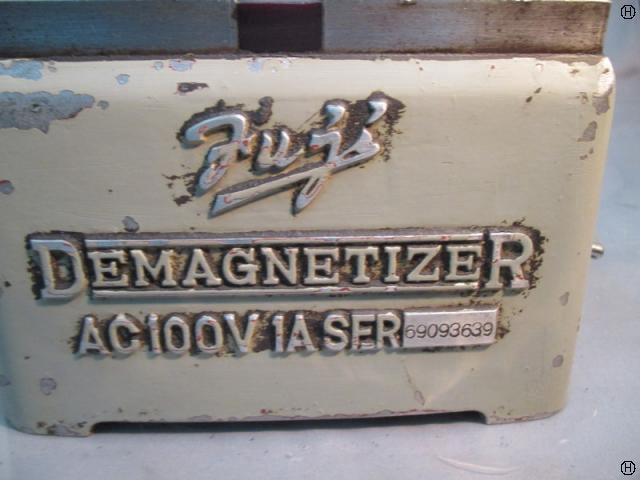 Fuji
DEMAGNETIZER
AC100V 1A SER 69093639
H
H